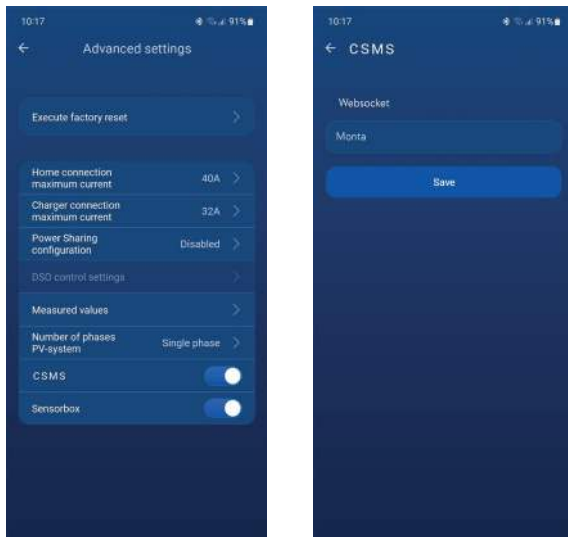 10:17
91%
Advanced settings
Execute factory reset
Home connection
maximum current
40A
Charger connection
maximum current
32A
Power Sharing
configuration
Disabled
DSO control settings
Measured values
Number of phases
PV-system
Single phase
CSMS
Sensorbox
10:17
91%
CSMS
Websocket
Monta
Save